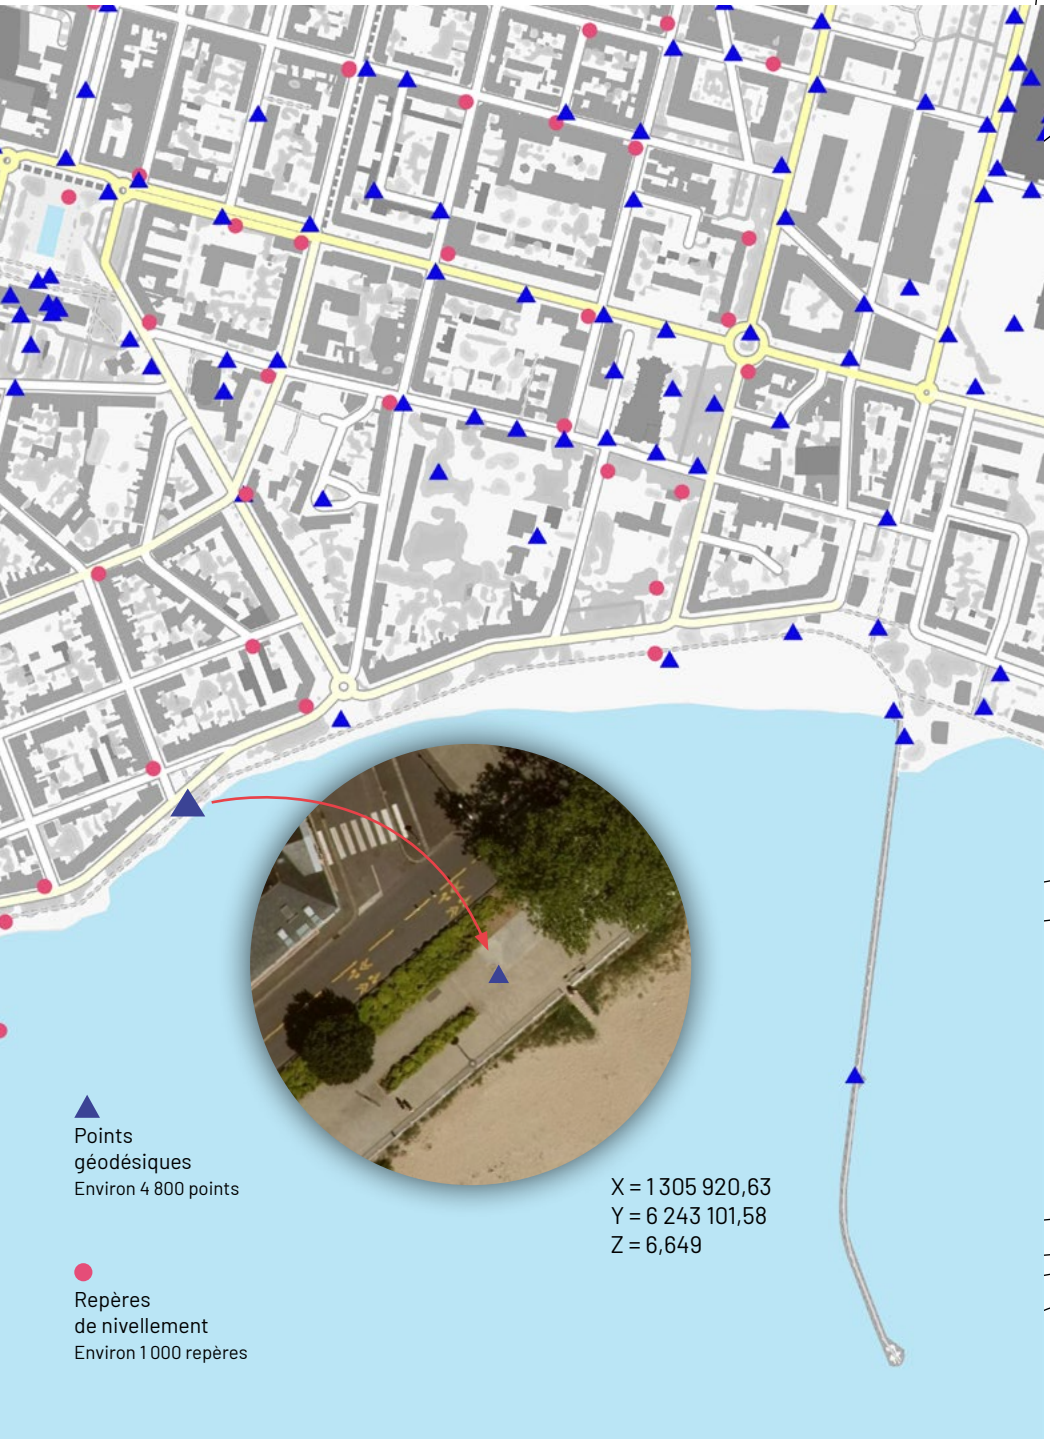 Points
géodésiques
Environ 4 800 points
X = 1 305 920,63
Y = 6 243 101,58
Z = 6,649
Repères
de nivellement
Environ 1 000 repères